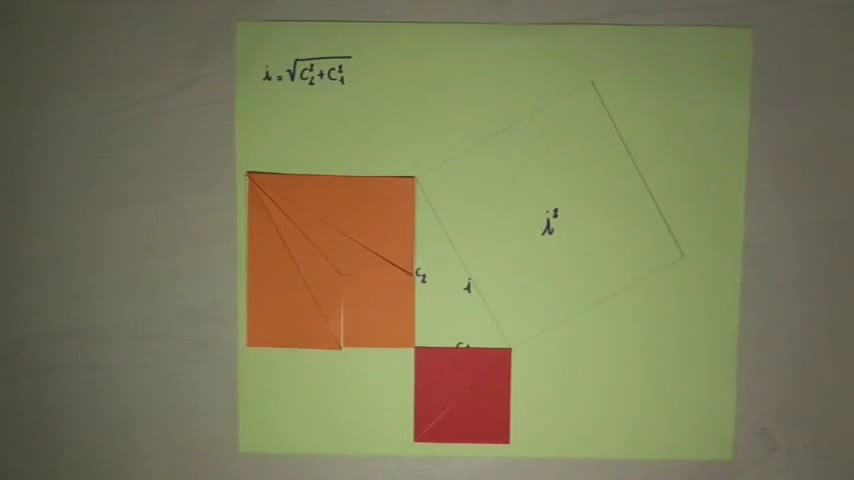 i = √C₂² + C₁²
i²
C₂
i